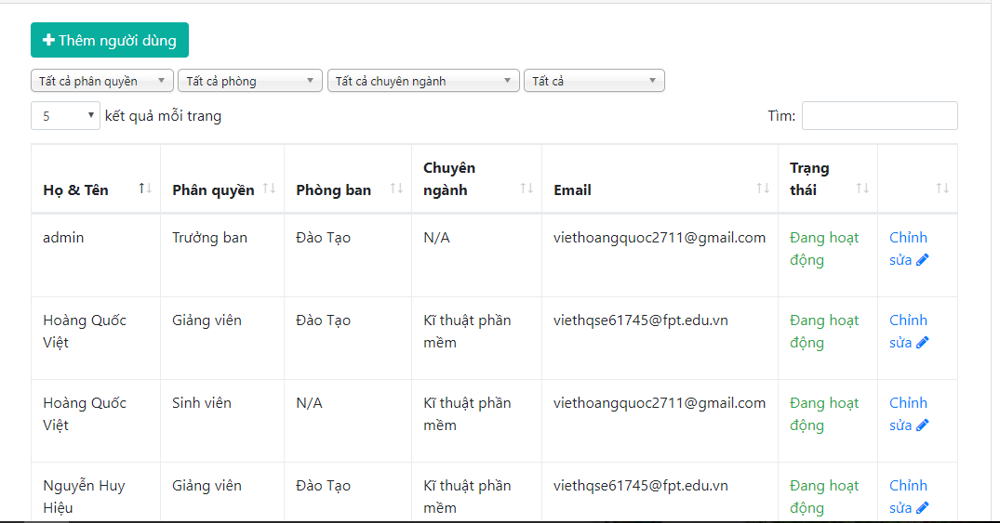 Thêm người dùng
Tất cả phân quyền Tất cả phòng Tất cả chuyên ngành Tất cả
5 kết quả mỗi trang Tìm:
Họ & Tên Phân quyền Phòng ban Chuyên ngành Email Trạng thái
admin Trưởng ban Đào Tạo N/A viethoangquoc2711@gmail.com Đang hoạt động Chỉnh sửa
Hoàng Quốc Việt Giảng viên Đào Tạo Kĩ thuật phần mềm viethqse61745@fpt.edu.vn Đang hoạt động Chỉnh sửa
Hoàng Quốc Việt Sinh viên N/A Kĩ thuật phần mềm viethoangquoc2711@gmail.com Đang hoạt động Chỉnh sửa
Nguyễn Huy Hiệu Giảng viên Đào Tạo Kĩ thuật phần mềm viethqse61745@fpt.edu.vn Đang hoạt động Chỉnh sửa